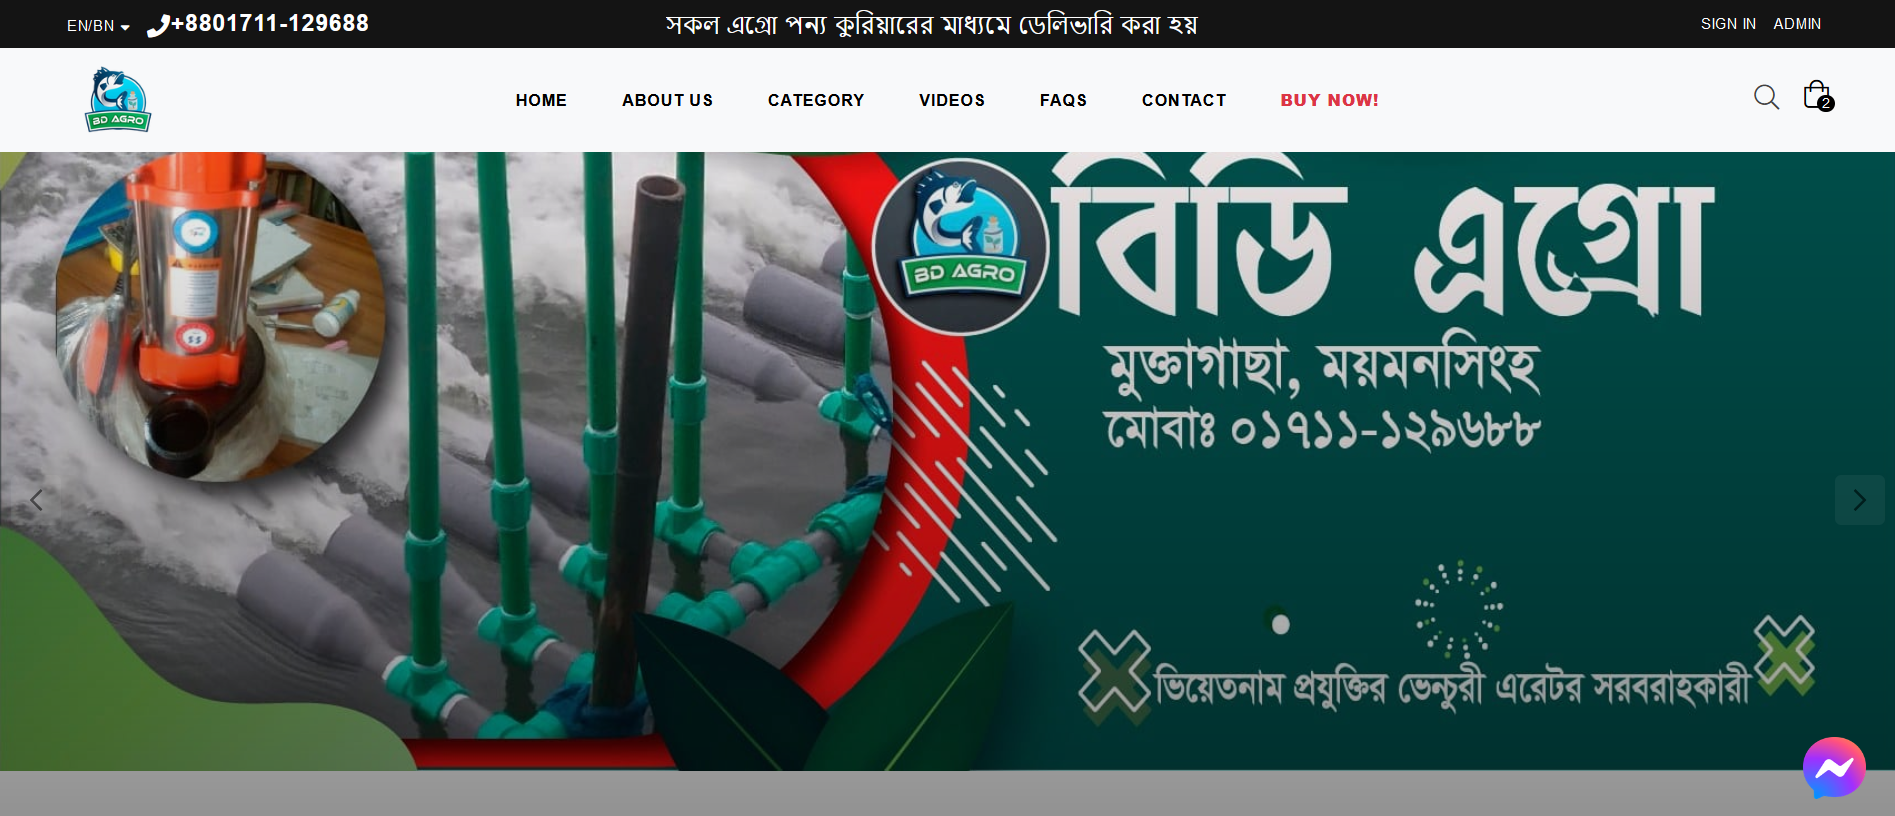 EN/BN
+8801711-129688
সকল এগ্রো পন্য কুরিয়ারের মাধ্যমে ডেলিভারি করা হয়
SIGN IN ADMIN
BD AGRO
HOME ABOUT US CATEGORY VIDEOS FAQS CONTACT BUY NOW!
2
BD AGRO
বিডি এগ্রো
মুক্তাগাছা, ময়মনসিংহ
মোবাঃ ০১৭১১-১২৯৬৮৮
ভিয়েতনাম প্রযুক্তির ভেন্চুরী এরেটর সরবরাহকারী